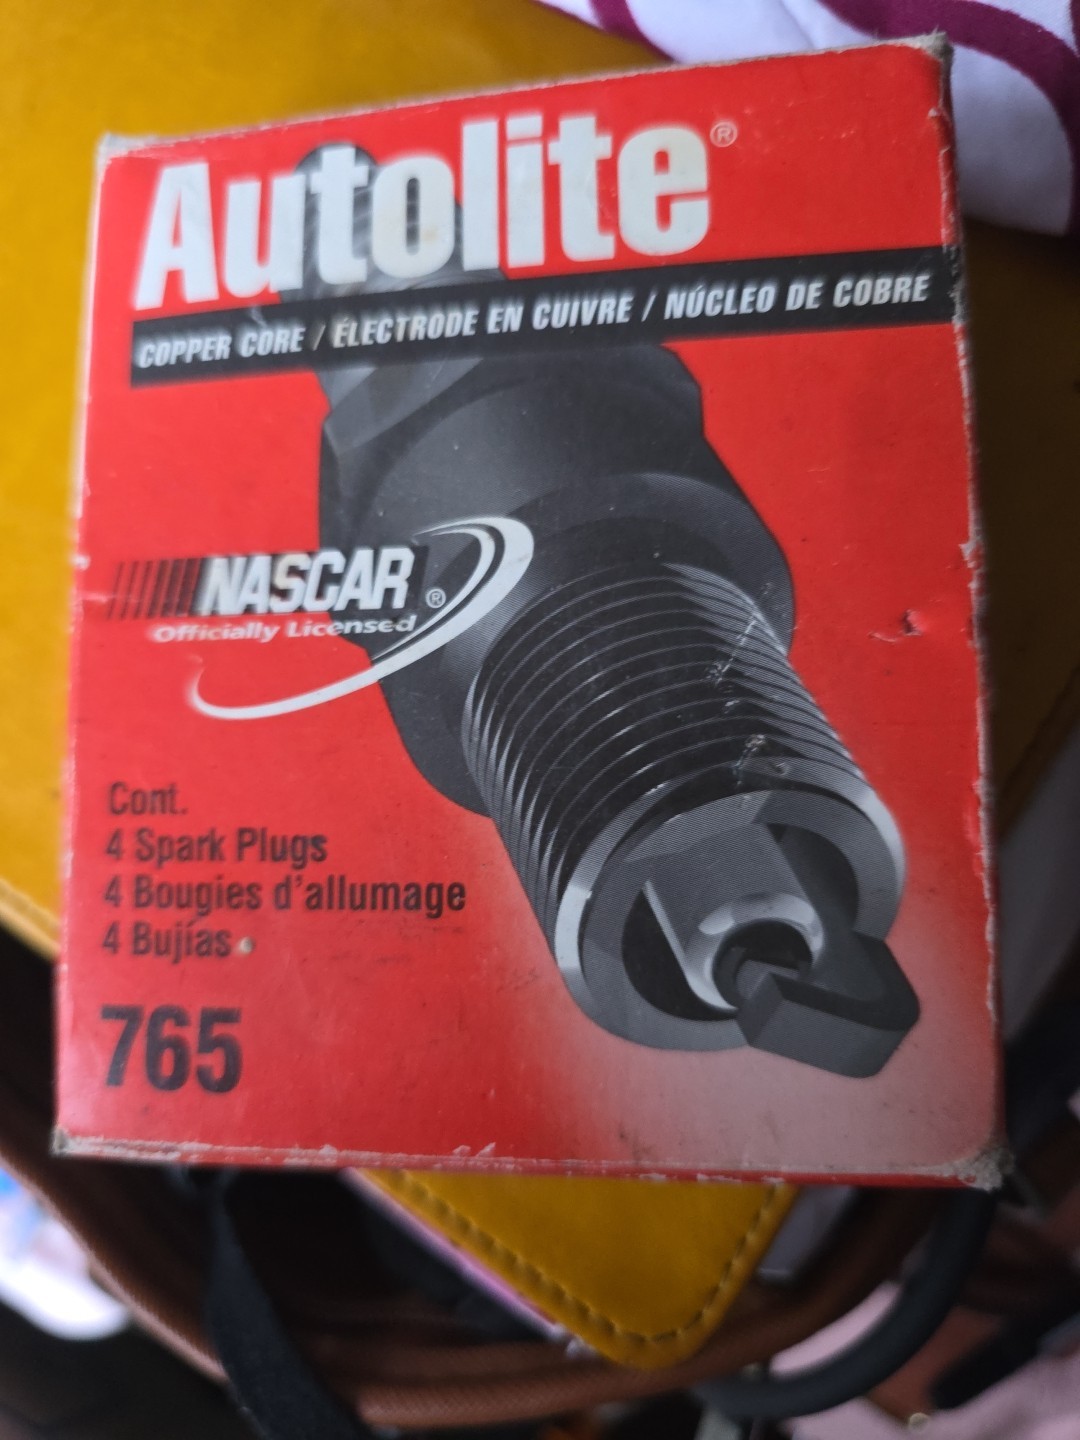 Autolite®
COPPER CORE / ÉLECTRODE EN CUIVRE / NÚCLEO DE COBRE
NASCAR®
Officially Licensed
Cont.
4 Spark Plugs
4 Bougies d'allumage
4 Bujías
765